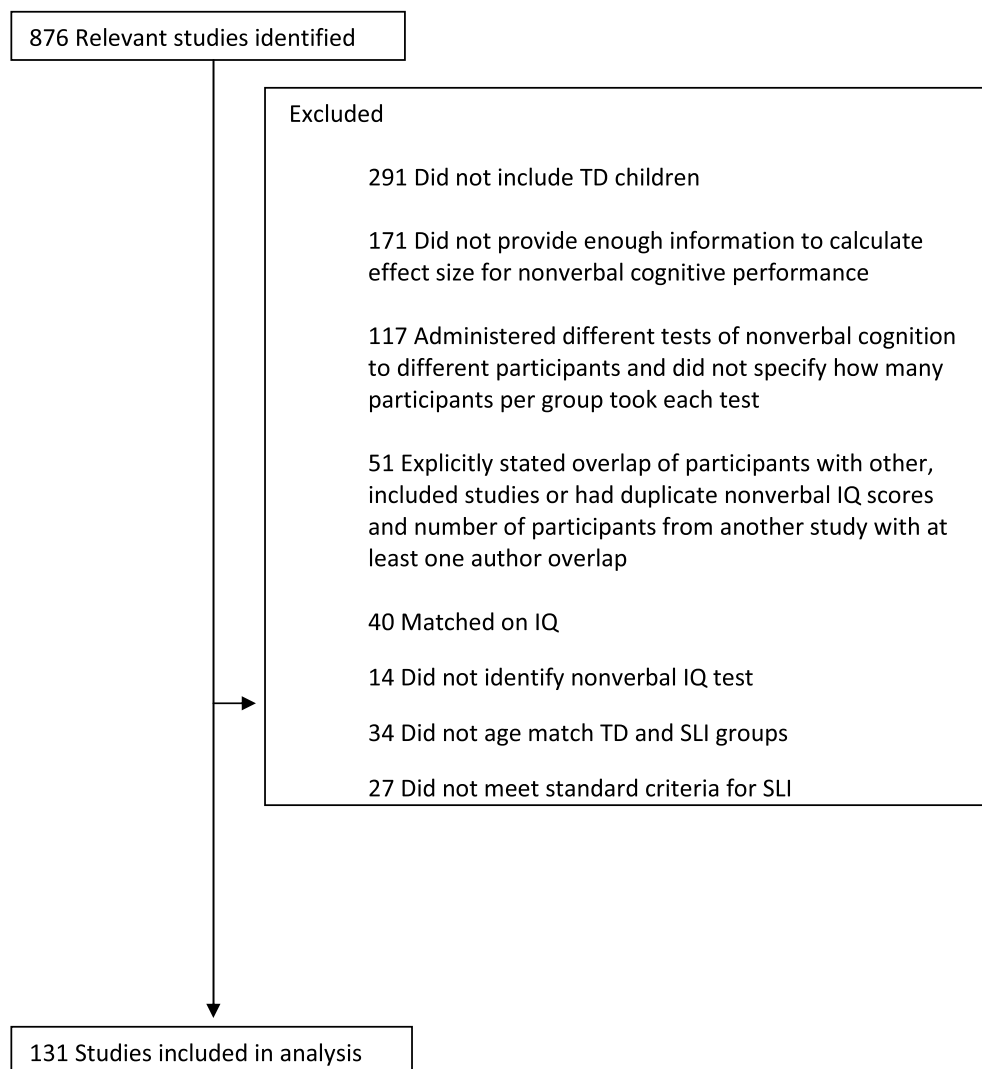 876 Relevant studies identified
Excluded
291 Did not include TD children
171 Did not provide enough information to calculate
effect size for nonverbal cognitive performance
117 Administered different tests of nonverbal cognition
to different participants and did not specify how many
participants per group took each test
51 Explicitly stated overlap of participants with other,
included studies or had duplicate nonverbal IQ scores
and number of participants from another study with at
least one author overlap
40 Matched on IQ
14 Did not identify nonverbal IQ test
34 Did not age match TD and SLI groups
27 Did not meet standard criteria for SLI
131 Studies included in analysis